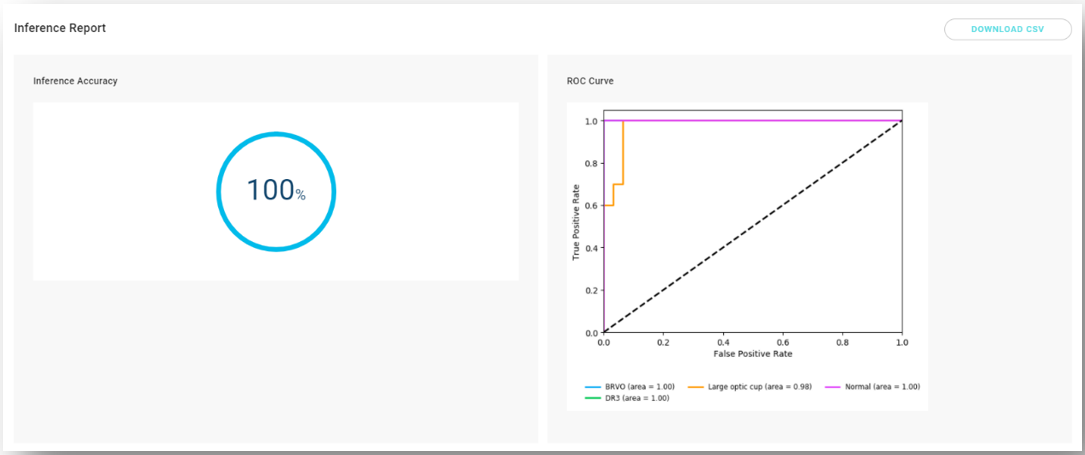 Inference Report
DOWNLOAD CSV
Inference Accuracy
100%
ROC Curve
1.0
0.8
0.6
0.4
0.2
0.0
True Positive Rate
0.0 0.2 0.4 0.6 0.8 1.0
False Positive Rate
BRVO (area = 1.00) Large optic cup (area = 0.98) Normal (area = 1.00)
DR3 (area = 1.00)